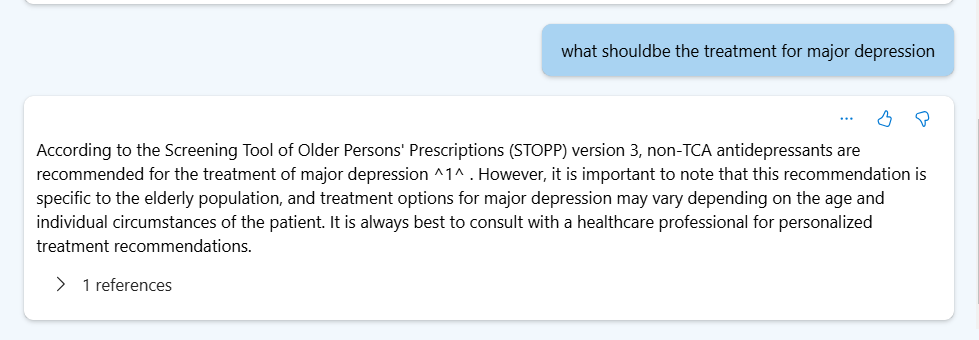 what shouldbe the treatment for major depression
According to the Screening Tool of Older Persons' Prescriptions (STOPP) version 3, non-TCA antidepressants are
recommended for the treatment of major depression ^1^ . However, it is important to note that this recommendation is
specific to the elderly population, and treatment options for major depression may vary depending on the age and
individual circumstances of the patient. It is always best to consult with a healthcare professional for personalized
treatment recommendations.
1 references